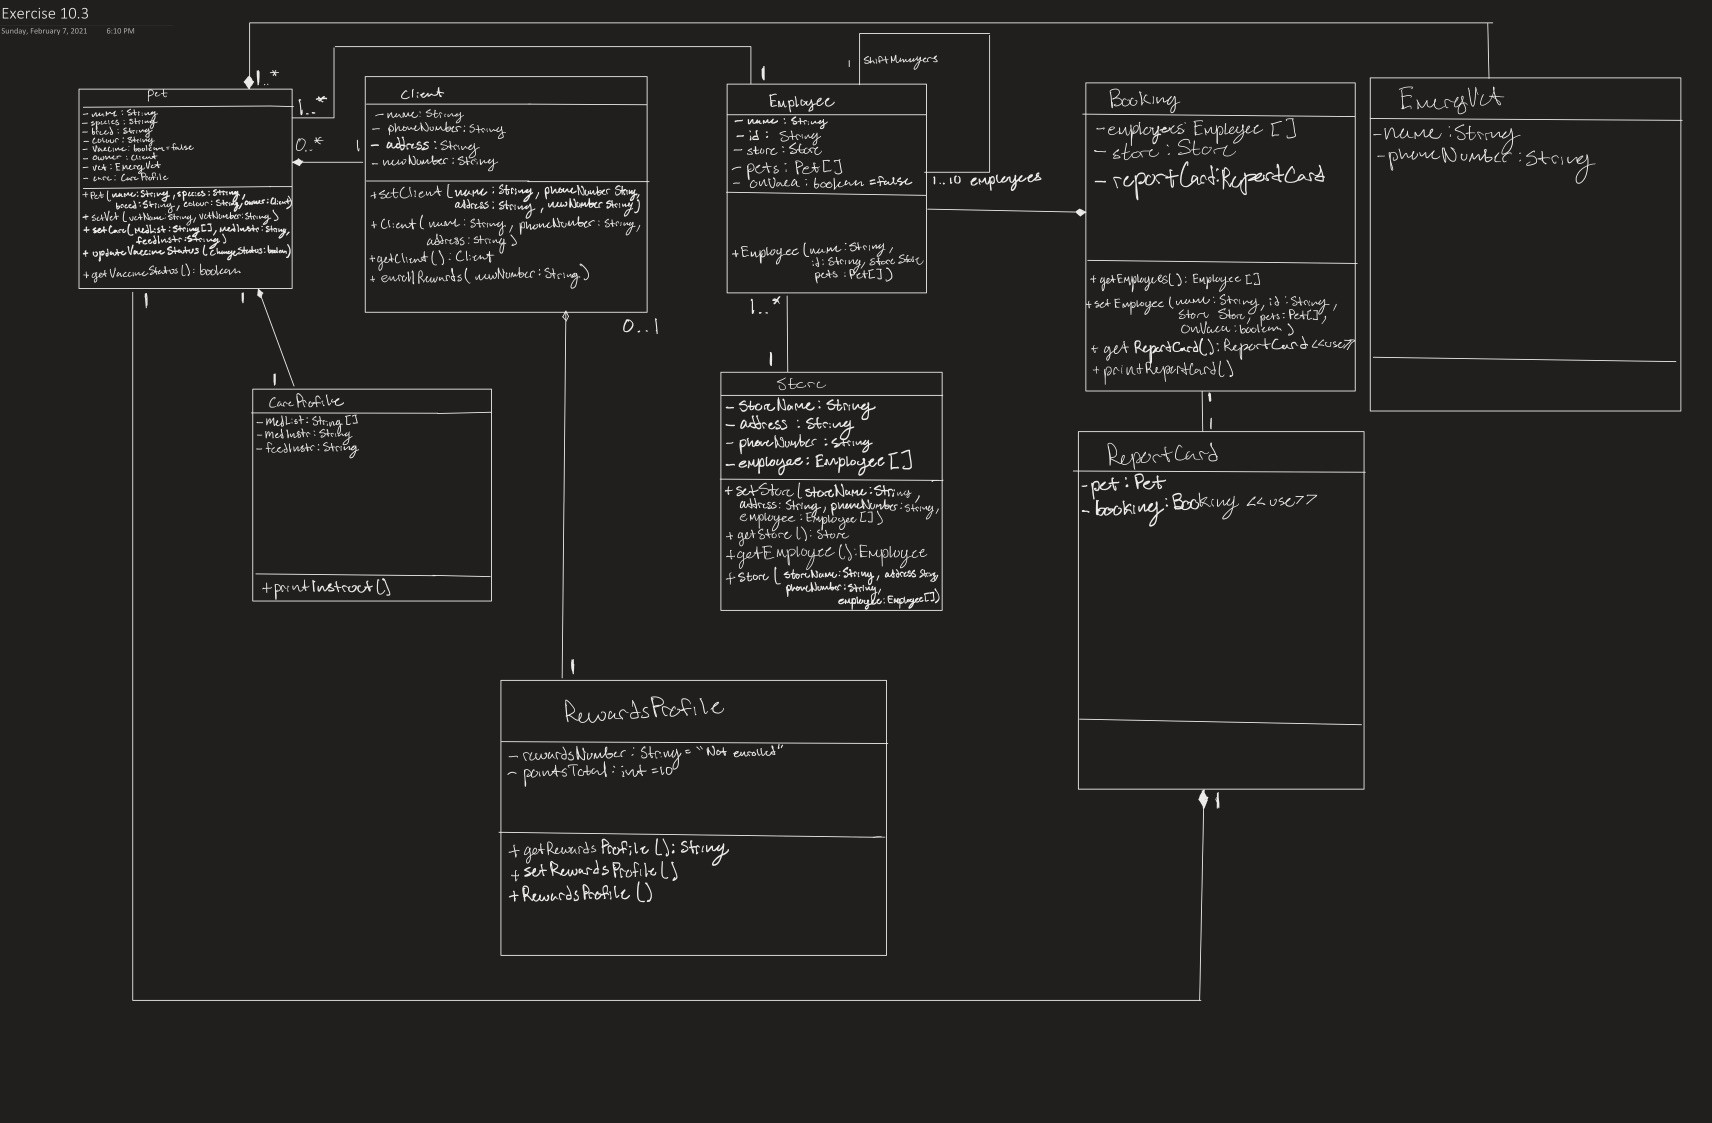 Exercise 10.3
Sunday, February 7, 2021 6:10 PM
1..*
1..*
0..*
Pet
- name : String
- species : String
- breed : String
- colour : String
- Vaccine : boolean = false
- owner : Client
- vet : EmergVet
- care : CareProfile
+ Pet ( name : String, species : String,
breed : String, colour : String, owner : Client)
+ setVet ( vetName : String, vetNumber : String )
+ setCare ( medList : String [], medInstr : String,
feedInstr : String )
+ updateVaccineStatus ( changeStatus : boolean)
+ getVaccineStatus () : boolean
1
1
1
Client
- name : String
- phoneNumber : String
- address : String
- newNumber : String
+ setClient ( name : String, phoneNumber String,
address : String, newNumber String)
+ Client ( name : String, phoneNumber : String,
address : String )
+ getClient () : Client
+ enrollRewards ( newNumber : String )
0..1
1
Employee
- name : String
- id : String
- store : Store
- pets : Pet []
- onVaca : boolean = false
+ Employee ( name : String,
id : String, store Store
pets : Pet [] )
1 ShiftManagers
1..10 employees
1..*
1
Booking
- employees Employee [ ]
- store : Store
- reportCard : ReportCard
+ getEmployees() : Employee [ ]
+ set Employee ( name : String, id : String,
Store Store, pets : Pet [],
OnVaca : boolean )
+ get ReportCard() : ReportCard <<use>>
+ printReportCard()
1
1
EmergVet
- name : String
- phoneNumber : String
1
CareProfile
- medList : String []
- medInstr : String
- feedInstr : String
+ printInstruct()
Store
- StoreName : String
- address : String
- phoneNumber : String
- employee : Employee []
+ setStore ( storeName : String,
address : String, phoneNumber : String,
employee : Employee [] )
+ getStore () : Store
+ getEmployee () : Employee
+ Store ( storeName : String, address String,
phoneNumber : String,
employee : Employee[])
ReportCard
- pet : Pet
- booking : Booking <<use>>
1
1
RewardsProfile
- rewardsNumber : String = "Not enrolled"
- pointsTotal : int = 10
+ getRewards Profile () : String
+ setRewards Profile ()
+ RewardsProfile ()